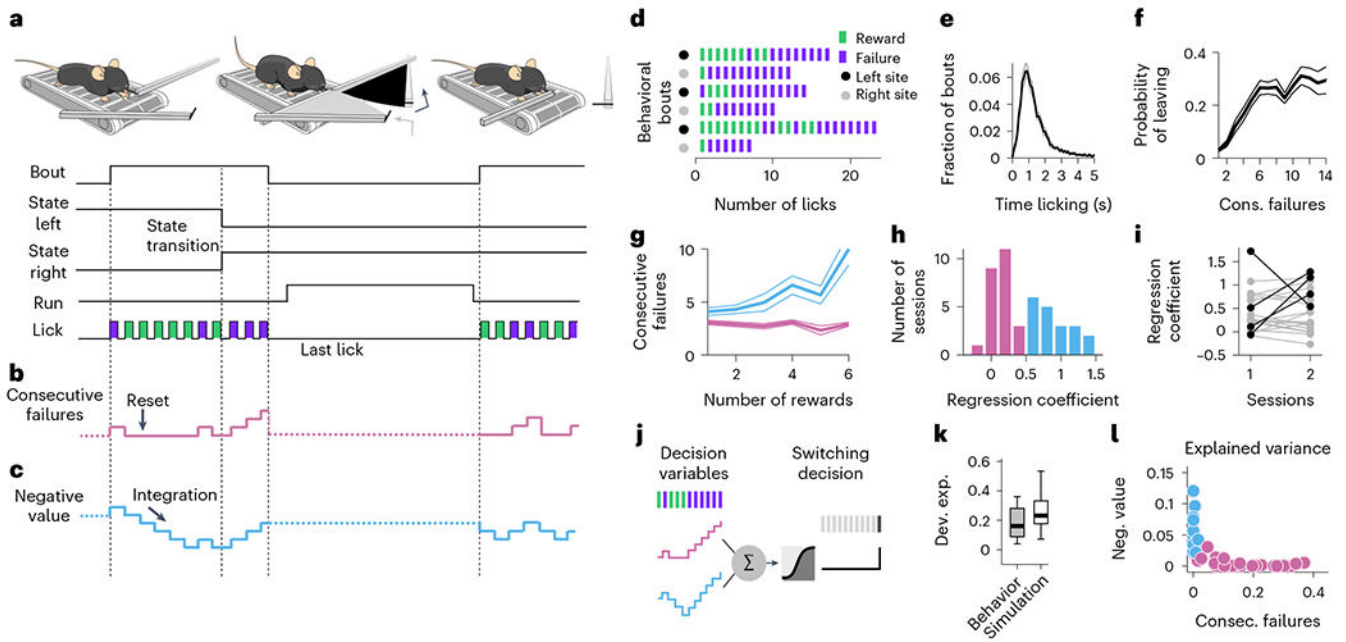 a
Bout
State
left
State
transition
State
right
Run
Lick
Last lick
b
Consecutive
failures
Reset
c
Negative
value
Integration
d
Reward
Failure
Left site
Right site
Behavioral
bouts
0 10 20
Number of licks
e
Fraction of bouts
0.06
0.04
0.02
0
0 1 2 3 4 5
Time licking (s)
f
Probability
of leaving
0.4
0.2
0
2 6 10 14
Cons. failures
g
Consecutive
failures
10
5
0
2 4 6
Number of rewards
h
Number of
sessions
10
5
0
0 0.5 1 1.5
Regression coefficient
i
Regression
coefficient
1.5
1
0.5
0
-0.5
1 2
Sessions
j
Decision
variables
Switching
decision
Σ
k
Dev. exp.
0.6
0.4
0.2
0
Behavior
Simulation
l
Explained variance
Neg. value
0.15
0.1
0.05
0
0 0.2 0.4
Consec. failures